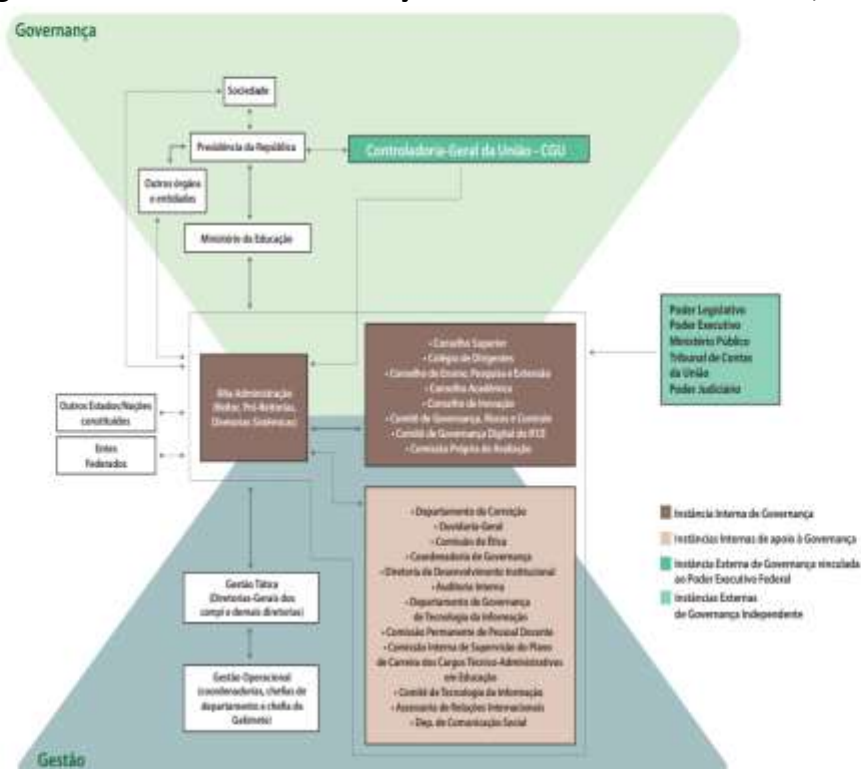 Governança
Sociedade
Presidência da República
Controladoria-Geral da União - CGU
Outros órgãos
e entidades
Ministério da Educação
Poder Legislativo
Poder Executivo
Ministério Público
Tribunal de Contas
da União
Poder Judiciário
• Conselho Superior
• Colégio de Dirigentes
• Conselho de Ensino, Pesquisa e Extensão
• Conselho Acadêmico
• Conselho de Inovação
• Comitê de Governança, Riscos e Controle
• Comitê de Governança Digital do IFCE
• Comissão Própria de Avaliação
Alta Administração
(Reitor, Pró-Reitorias,
Diretorias Sistêmicas)
Outros Estados/Nações
constituídos
Entes
Federados
• Departamento de Correição
• Ouvidoria-Geral
• Comissão de Ética
• Coordenadoria de Governança
• Diretoria de Desenvolvimento Institucional
• Auditoria Interna
• Departamento de Governança
de Tecnologia da Informação
• Comissão Permanente de Pessoal Docente
• Comissão Interna de Supervisão do Plano
de Carreira dos Cargos Técnico-Administrativos
em Educação
• Comitê de Tecnologia da Informação
• Assessoria de Relações Internacionais
• Dep. de Comunicação Social
Instância Interna de Governança
Instâncias Internas de apoio à Governança
Instância Externa de Governança vinculada
ao Poder Executivo Federal
Instâncias Externas
de Governança Independente
Gestão Tática
(Diretorias-Gerais dos
campi e demais diretorias)
Gestão Operacional
(coordenadorias, chefias de
departamento e chefia de
Gabinete)
Gestão